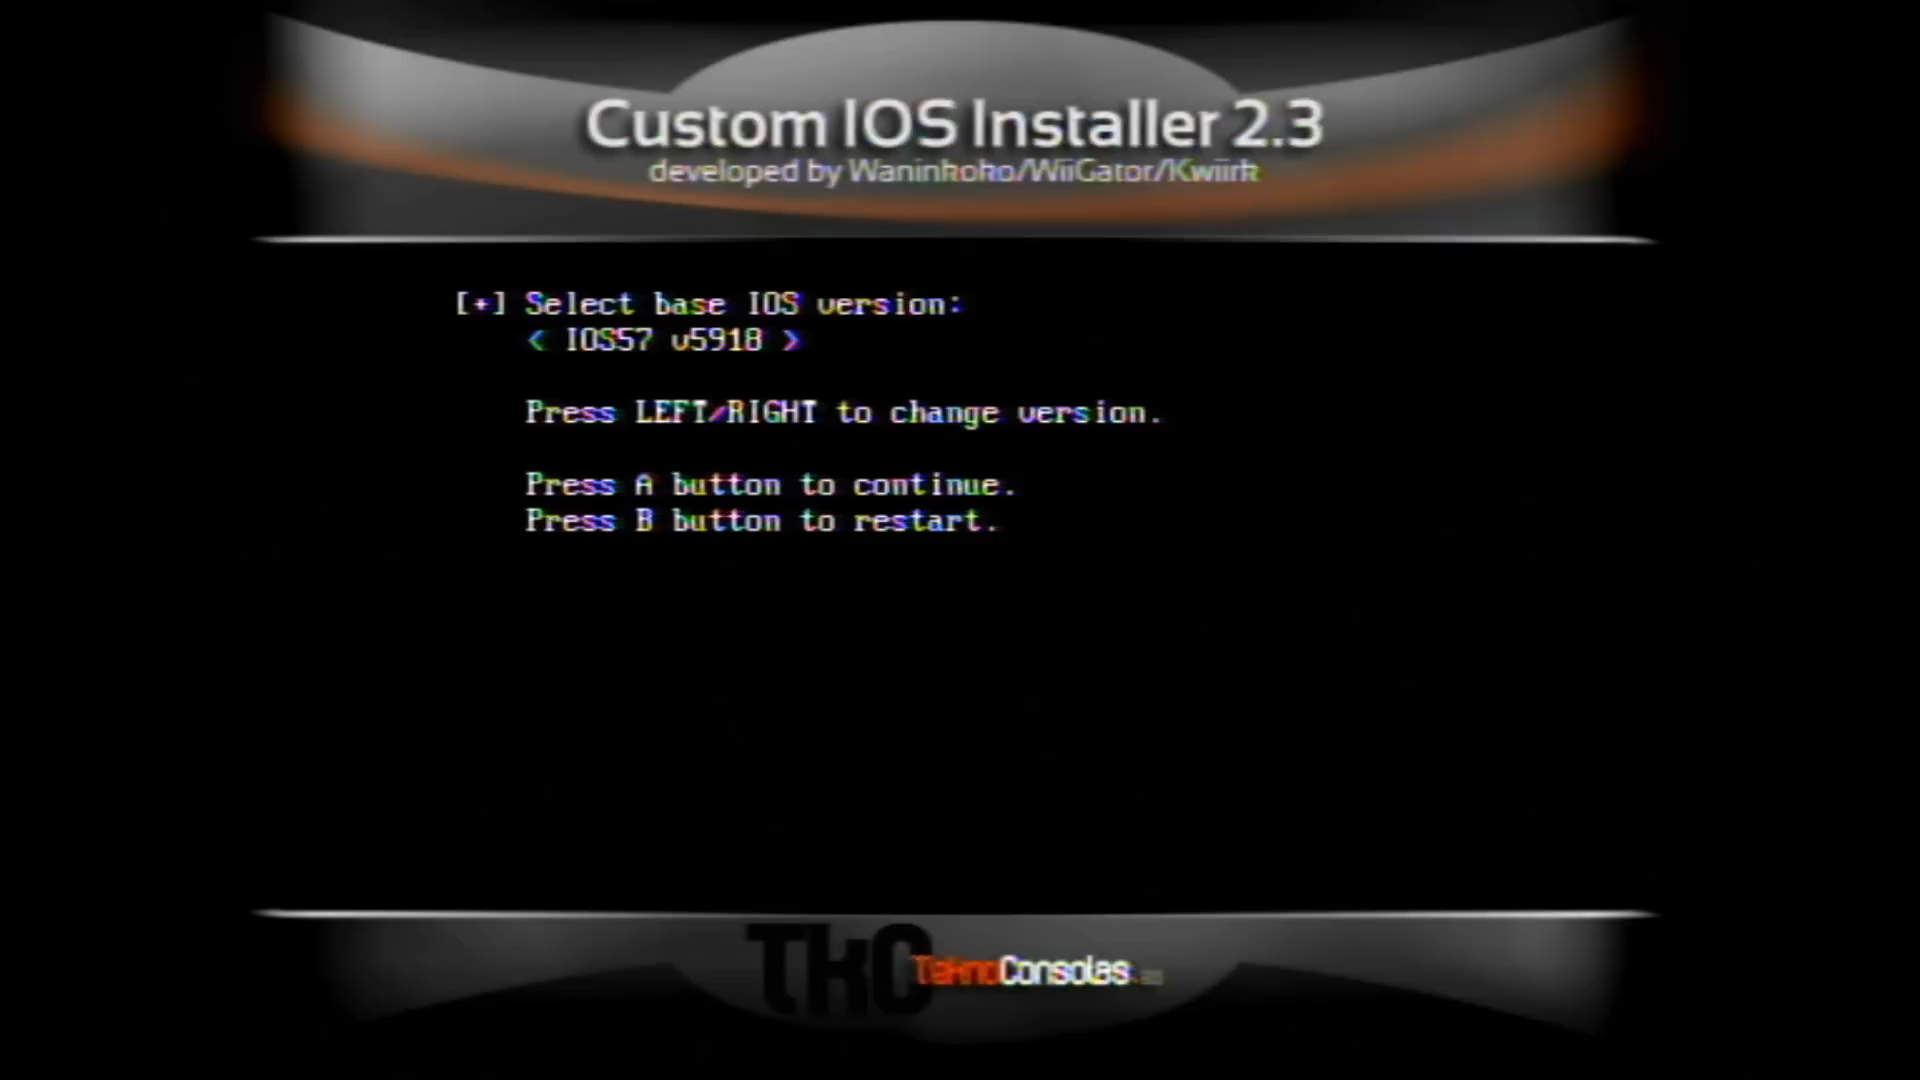 Custom IOS Installer 2.3
developed by Waninkoko/WiiGator/Kwiirk
[+] Select base IOS version:
< IOS57 v5918 >
Press LEFT/RIGHT to change version.
Press A button to continue.
Press B button to restart.
TKC
TeknoConsolas